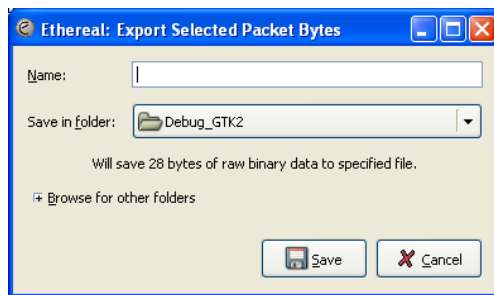 Ethereal: Export Selected Packet Bytes
Name:
Save in folder: Debug_GTK2
Will save 28 bytes of raw binary data to specified file.
Browse for other folders
Save Cancel